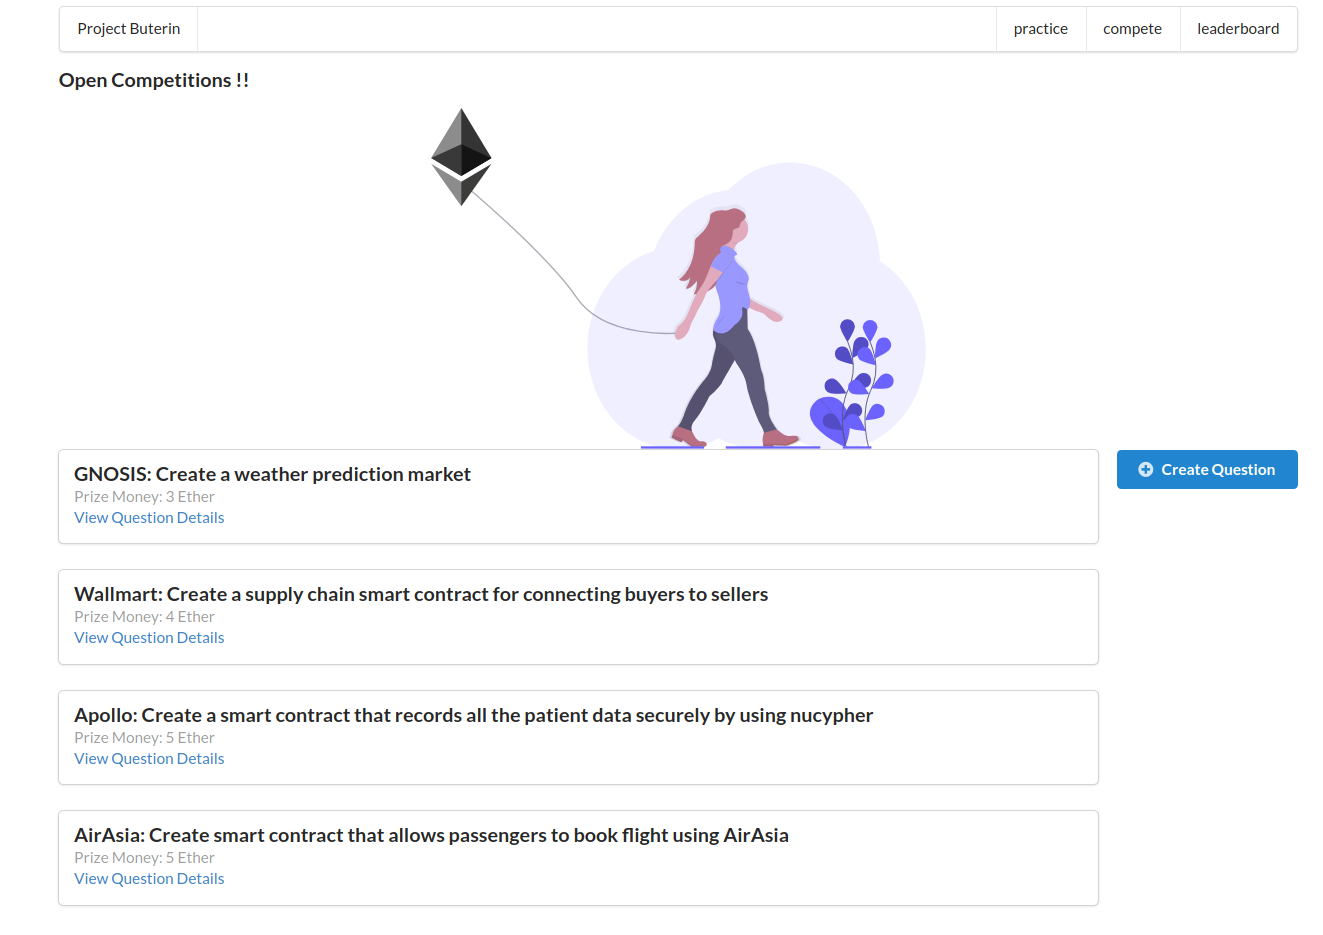 Project Buterin
practice
compete
leaderboard
Open Competitions !!
GNOSIS: Create a weather prediction market
Prize Money: 3 Ether
View Question Details
Create Question
Wallmart: Create a supply chain smart contract for connecting buyers to sellers
Prize Money: 4 Ether
View Question Details
Apollo: Create a smart contract that records all the patient data securely by using nucypher
Prize Money: 5 Ether
View Question Details
AirAsia: Create smart contract that allows passengers to book flight using AirAsia
Prize Money: 5 Ether
View Question Details